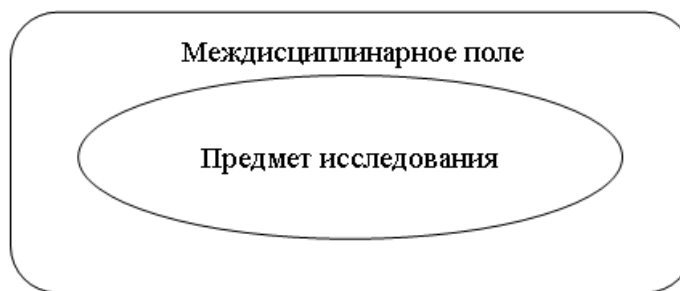 Междисциплинарное поле
Предмет исследования